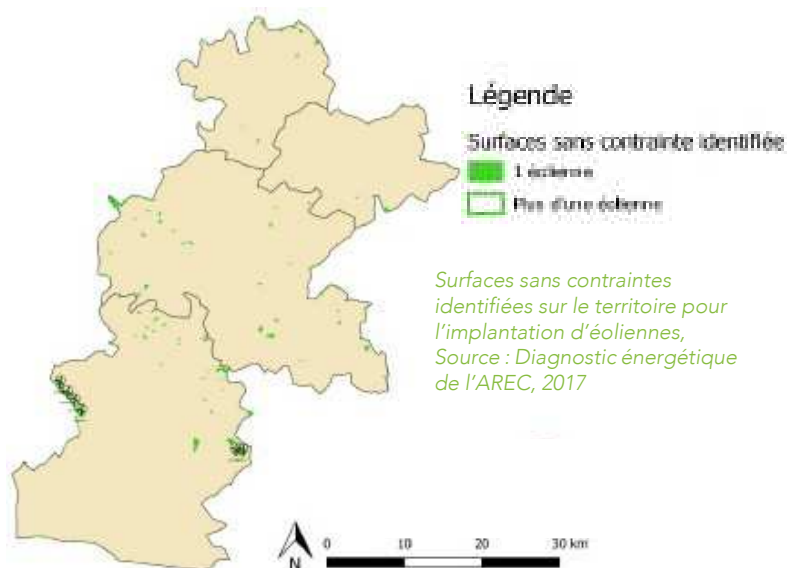 Légende
Surfaces sans contrainte identifiée
1 éolienne
Plus d'une éolienne
Surfaces sans contraintes
identifiées sur le territoire pour
l'implantation d'éoliennes,
Source : Diagnostic énergétique
de l'AREC, 2017
0 10 20 30 km
N